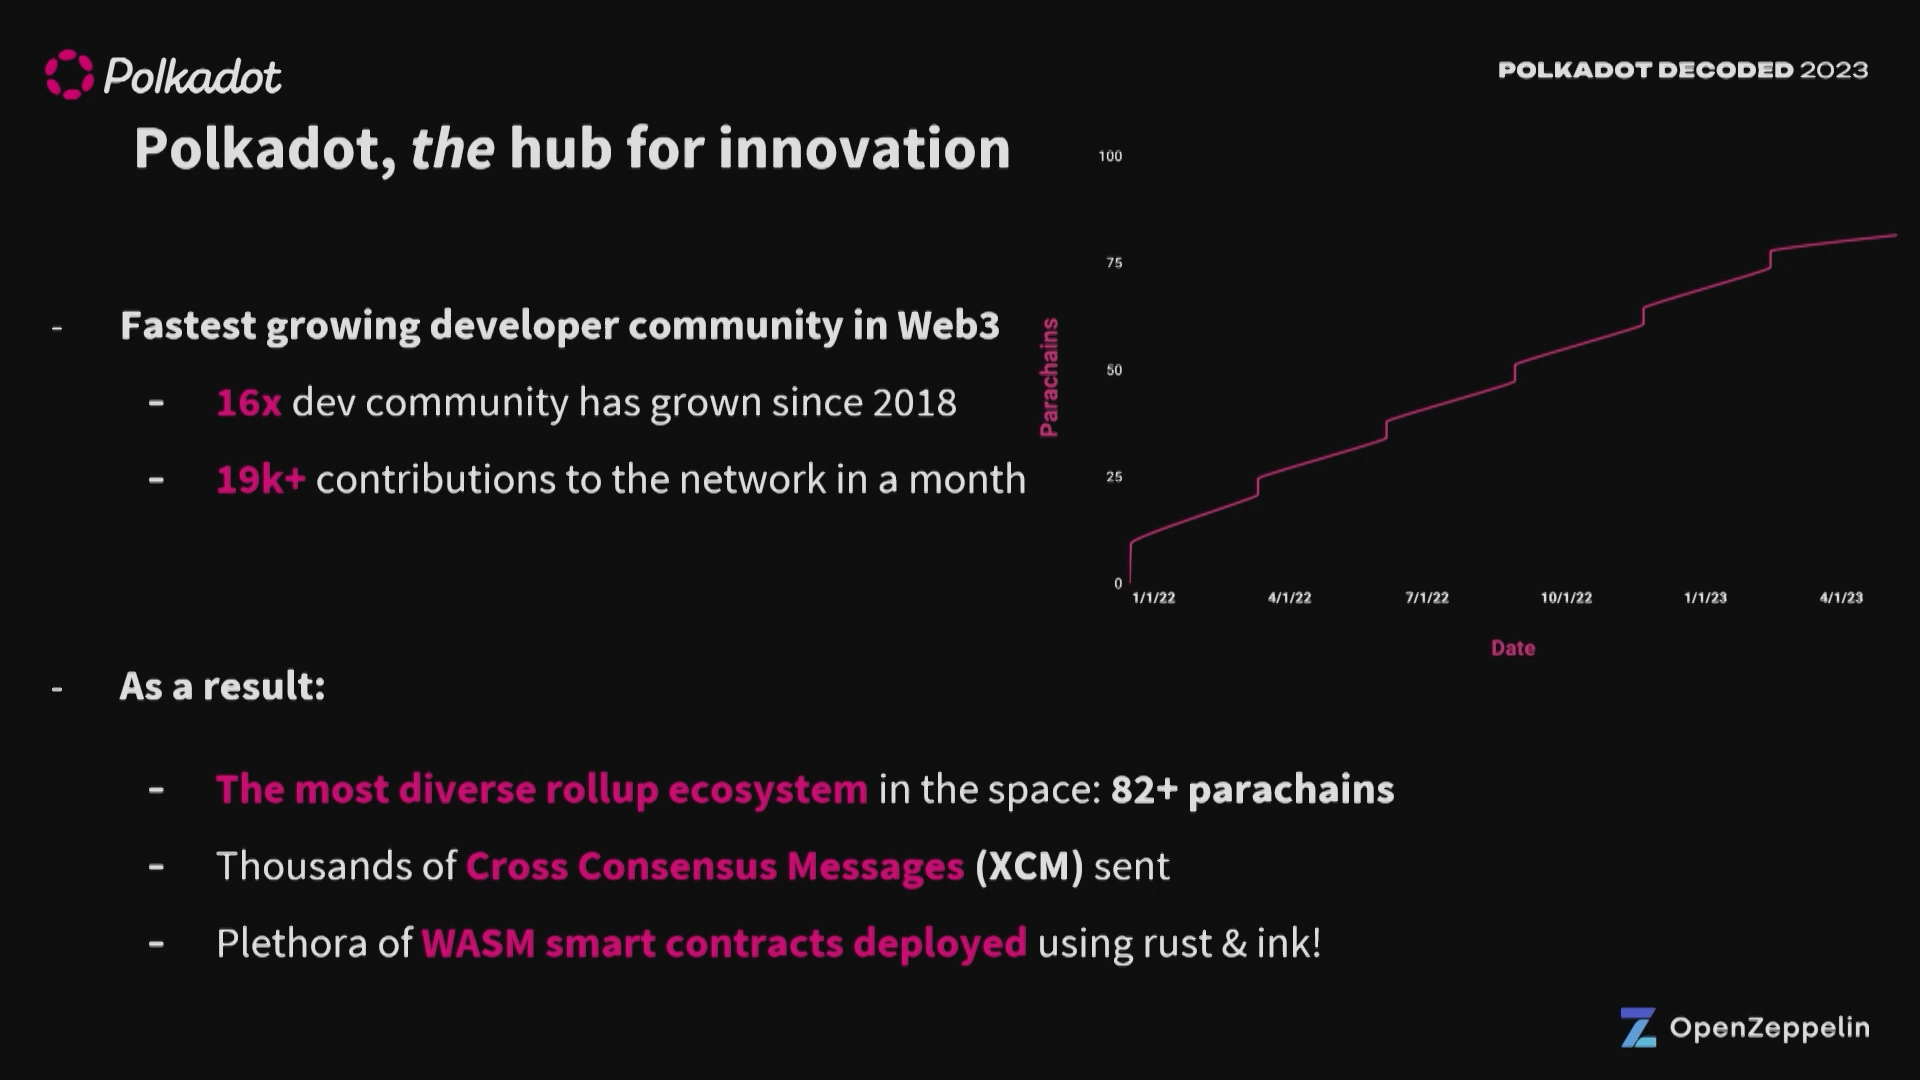 Polkadot
POLKADOT DECODED 2023
Polkadot, the hub for innovation
- Fastest growing developer community in Web3
- 16x dev community has grown since 2018
- 19k+ contributions to the network in a month
Parachains
100
75
50
25
0
1/1/22 4/1/22 7/1/22 10/1/22 1/1/23 4/1/23
Date
- As a result:
- The most diverse rollup ecosystem in the space: 82+ parachains
- Thousands of Cross Consensus Messages (XCM) sent
- Plethora of WASM smart contracts deployed using rust & ink!
OpenZeppelin